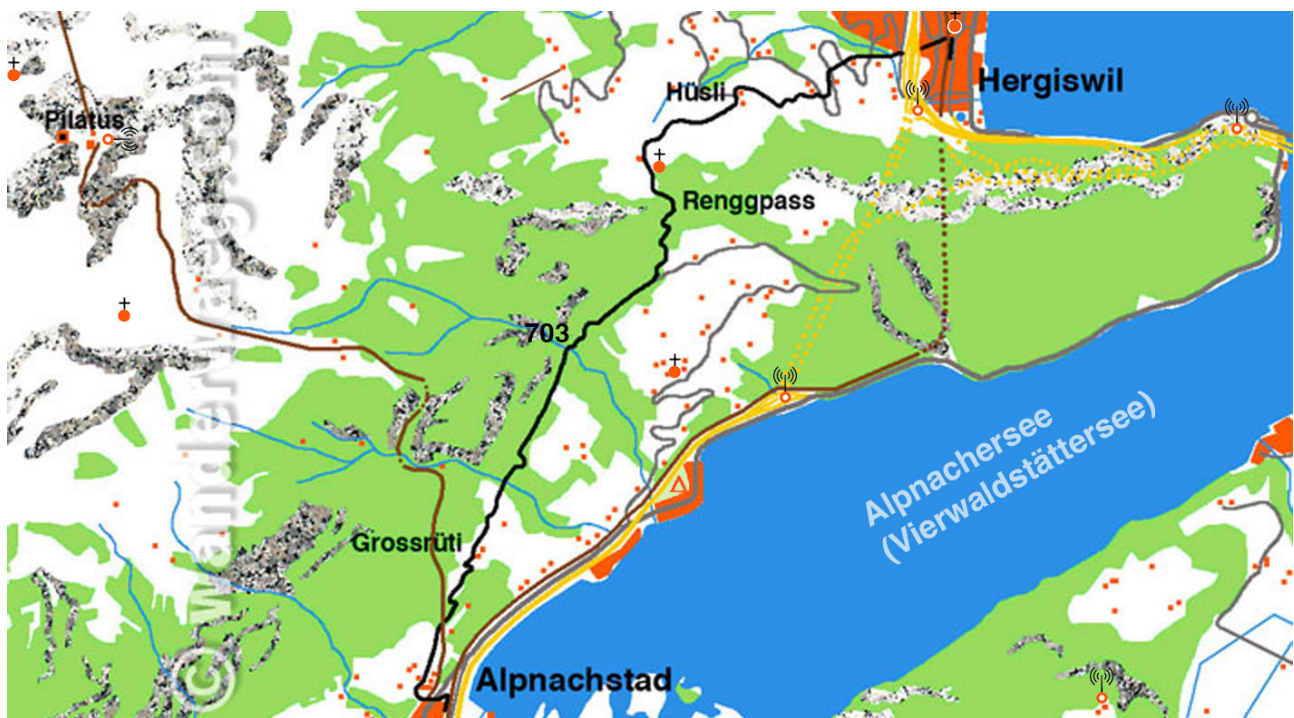 Hergiswil
Hüsli
Pilatus
Renggpass
703
Alpnachersee
(Vierwaldstättersee)
Grossrüti
Alpnachstad
© wanderwege.com